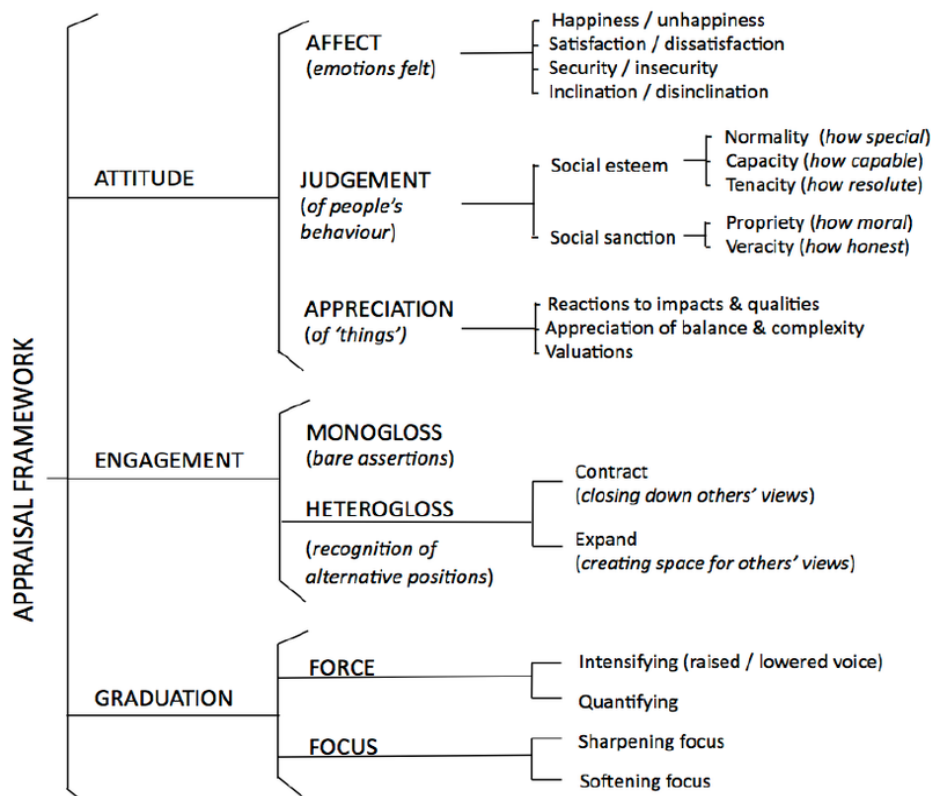 APPRAISAL FRAMEWORK
ATTITUDE
AFFECT
(emotions felt)
Happiness / unhappiness
Satisfaction / dissatisfaction
Security / insecurity
Inclination / disinclination
JUDGEMENT
(of people's
behaviour)
Social esteem
Normality (how special)
Capacity (how capable)
Tenacity (how resolute)
Social sanction
Propriety (how moral)
Veracity (how honest)
APPRECIATION
(of 'things')
Reactions to impacts & qualities
Appreciation of balance & complexity
Valuations
ENGAGEMENT
MONOGLOSS
(bare assertions)
HETEROGLOSS
(recognition of
alternative positions)
Contract
(closing down others' views)
Expand
(creating space for others' views)
GRADUATION
FORCE
Intensifying (raised / lowered voice)
Quantifying
FOCUS
Sharpening focus
Softening focus